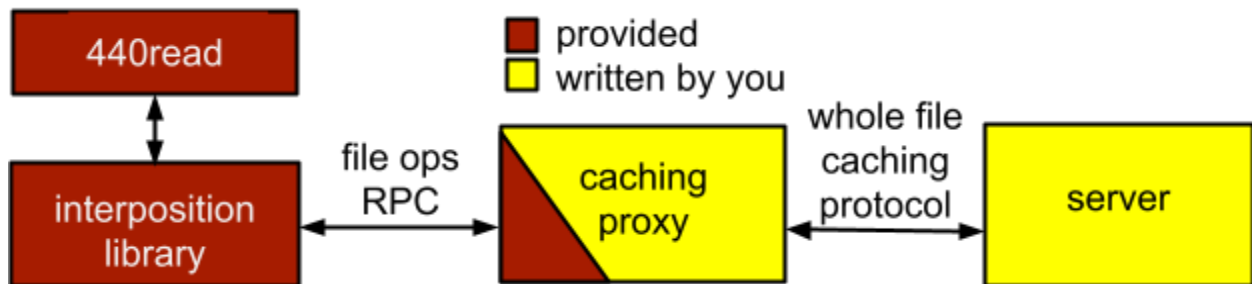 440read
provided
written by you
interposition
library
file ops
RPC
caching
proxy
whole file
caching
protocol
server